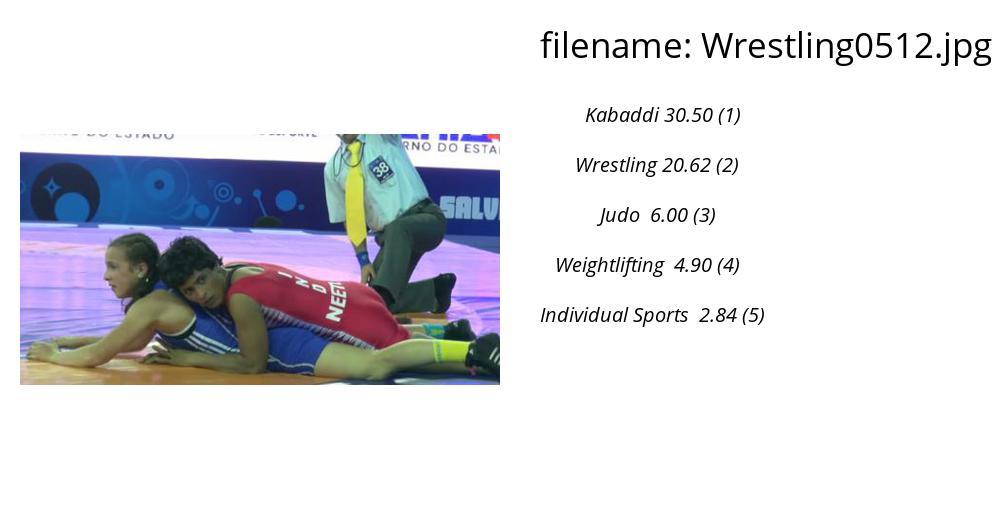 filename: Wrestling0512.jpg
Kabaddi 30.50 (1)
Wrestling 20.62 (2)
Judo 6.00 (3)
Weightlifting 4.90 (4)
Individual Sports 2.84 (5)
DO ESTADO
RNO DO ESTA
38
SALV
IND
NEET